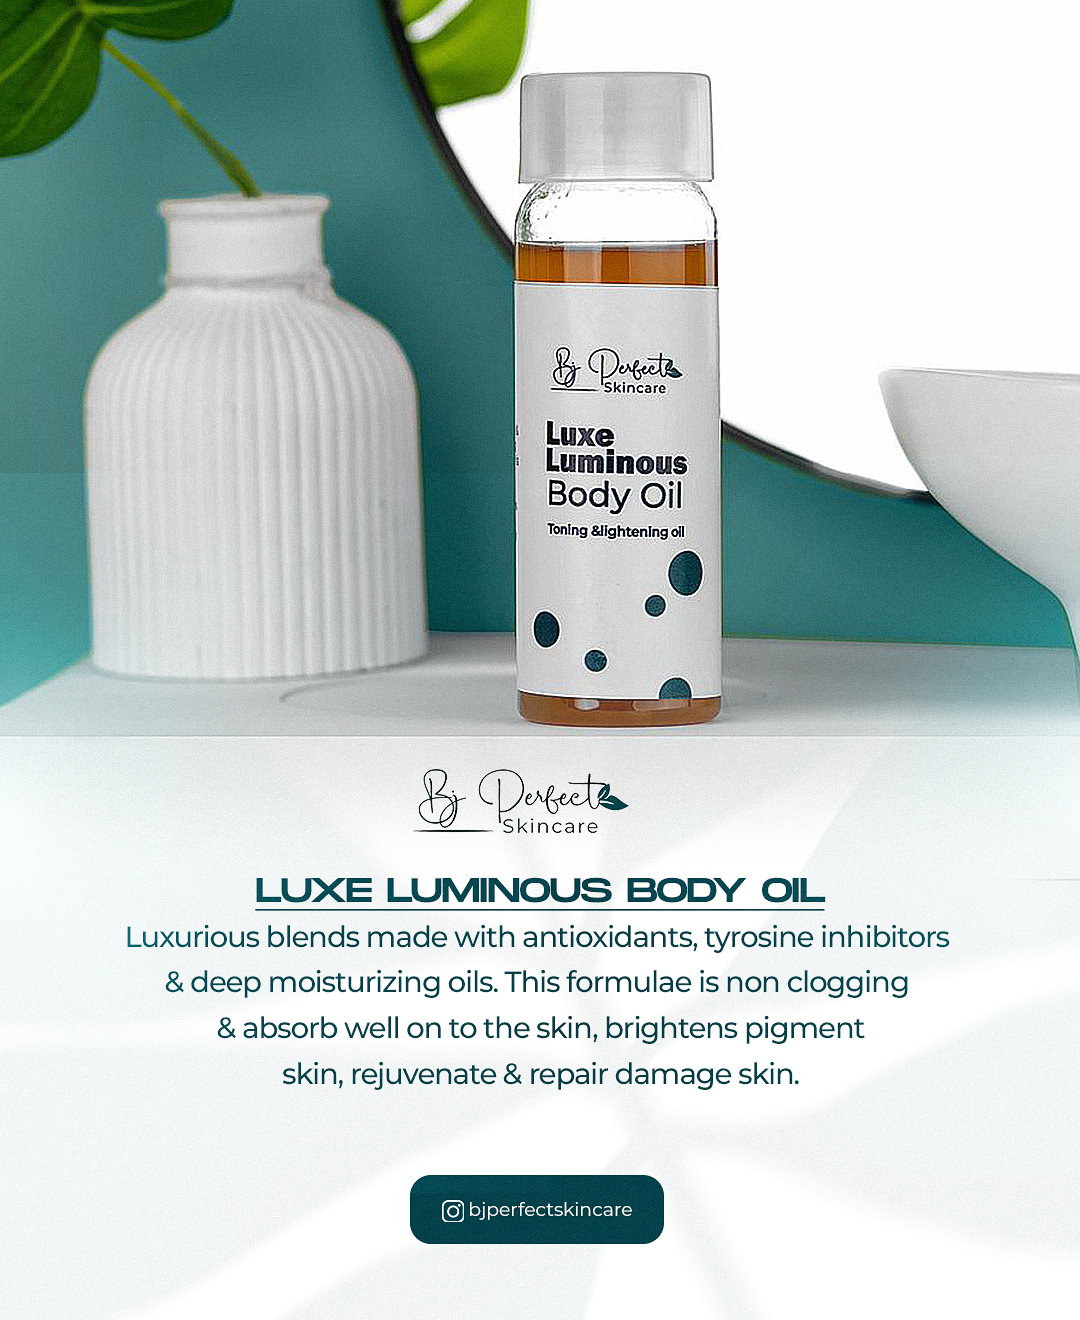 Bj Perfect
Skincare
Luxe
Luminous
Body Oil
Toning &lightening oil
Bj Perfect
Skincare
LUXE LUMINOUS BODY OIL
Luxurious blends made with antioxidants, tyrosine inhibitors
& deep moisturizing oils. This formulae is non clogging
& absorb well on to the skin, brightens pigment
skin, rejuvenate & repair damage skin.
bjperfectskincare